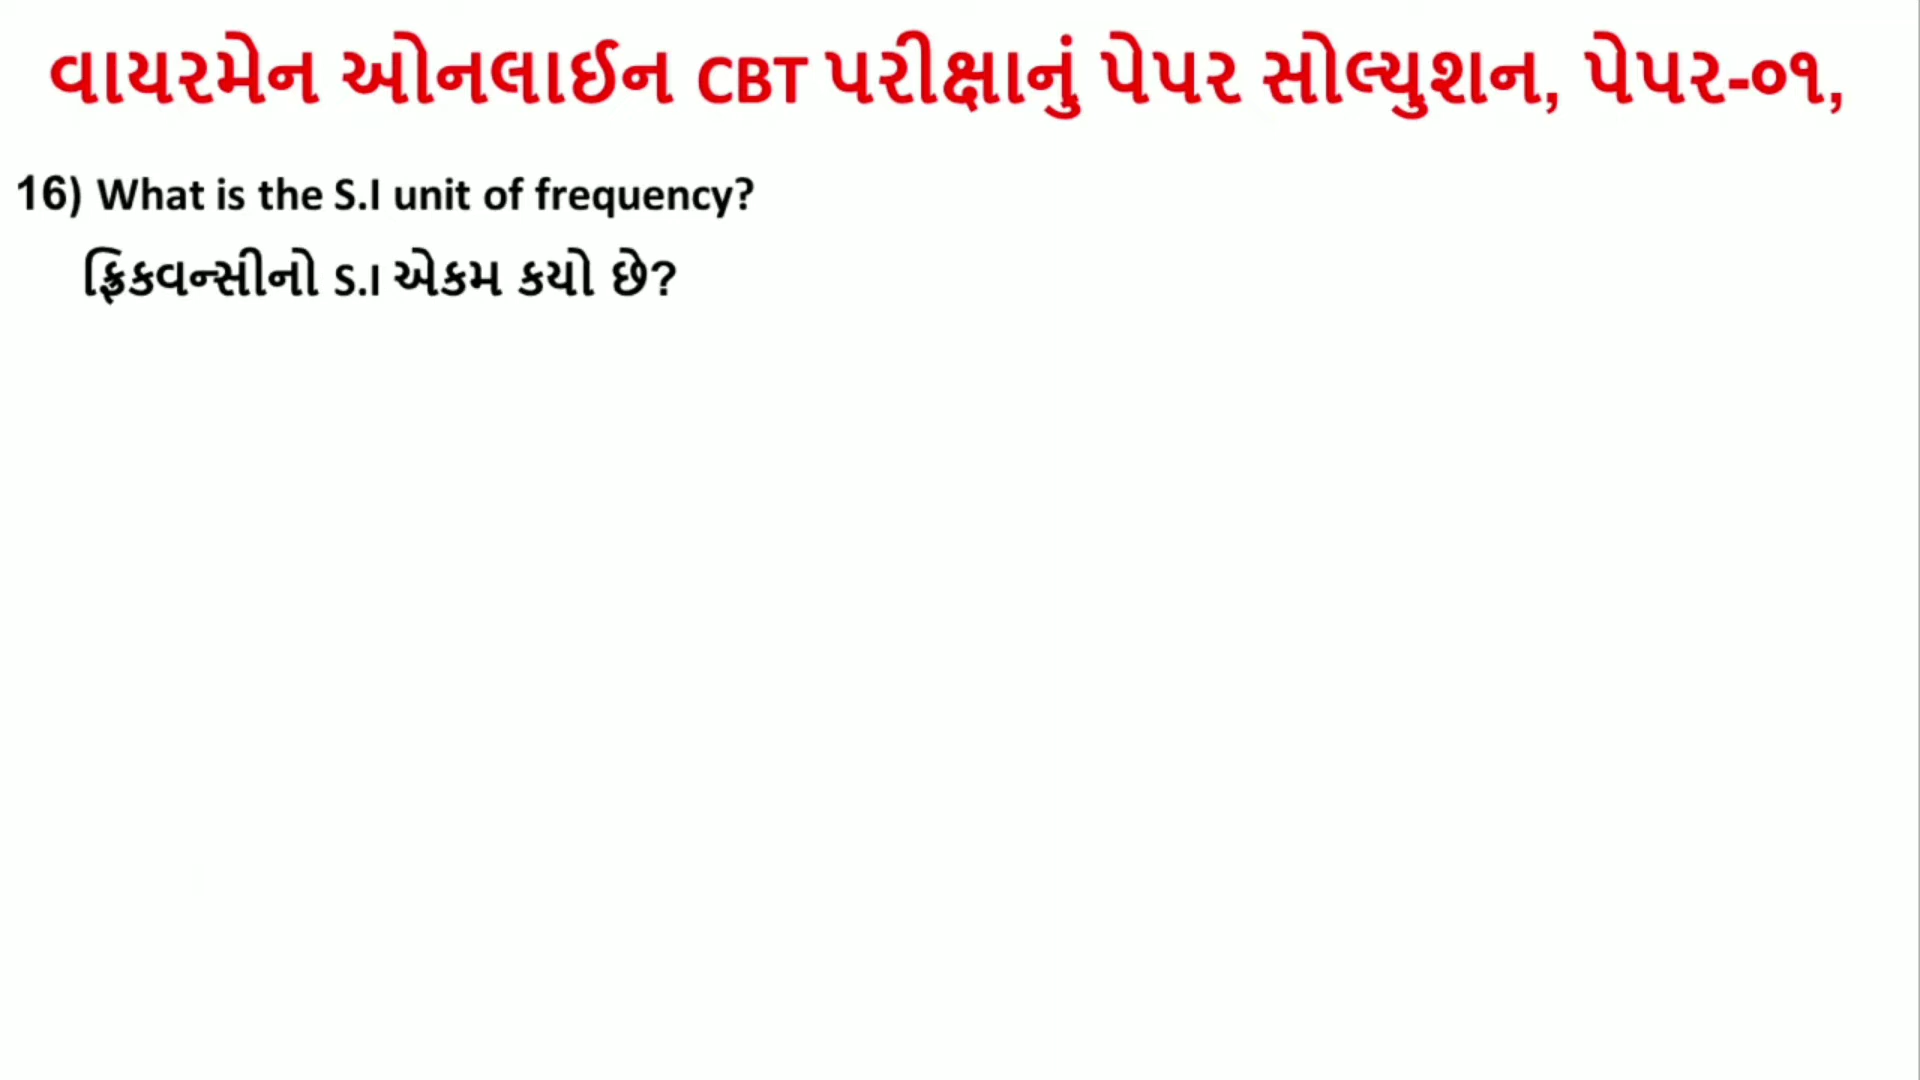 વાયરમેન ઓનલાઈન CBT પરીક્ષાનું પેપર સોલ્યુશન, પેપર-૦૧,
16) What is the S.I unit of frequency?
ફ્રિકવન્સીનો S.I એકમ કયો છે?